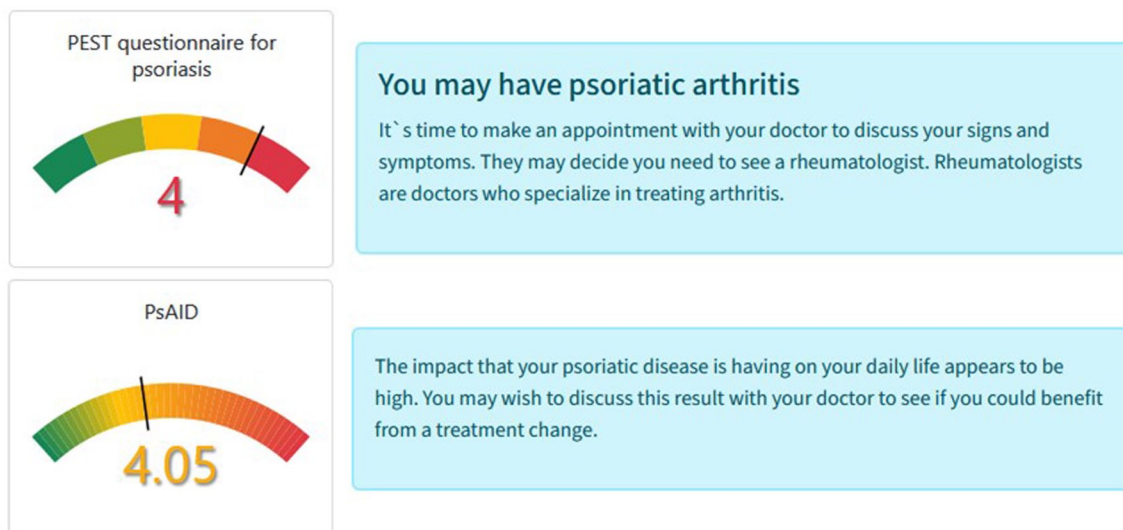 PEST questionnaire for
psoriasis
4
You may have psoriatic arthritis
It`s time to make an appointment with your doctor to discuss your signs and
symptoms. They may decide you need to see a rheumatologist. Rheumatologists
are doctors who specialize in treating arthritis.
PsAID
4.05
The impact that your psoriatic disease is having on your daily life appears to be
high. You may wish to discuss this result with your doctor to see if you could benefit
from a treatment change.